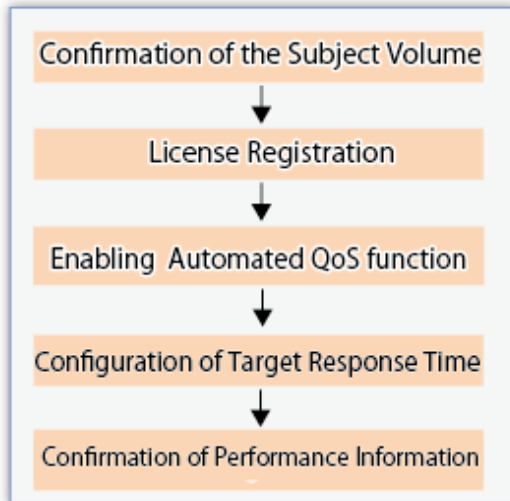 Confirmation of the Subject Volume
License Registration
Enabling Automated QoS function
Configuration of Target Response Time
Confirmation of Performance Information